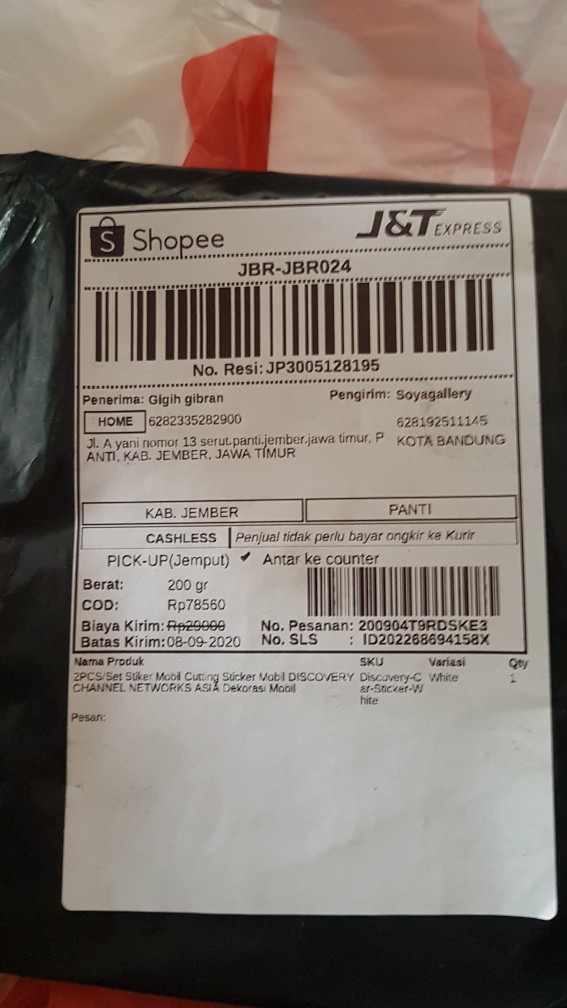 Shopee
J&T EXPRESS
JBR-JBR024
No. Resi: JP3005128195
Penerima: Gigih gibran
Pengirim: Soyagallery
HOME 6282335282900
628192511145
Jl. A yani nomor 13 serut,panti,jember,jawa timur, P
KOTA BANDUNG
ANTI, KAB. JEMBER, JAWA TIMUR
KAB. JEMBER
PANTI
CASHLESS Penjual tidak perlu bayar ongkir ke Kurir
PICK-UP(Jemput) ✔ Antar ke counter
Berat: 200 gr
COD: Rp78560
Biaya Kirim: Rp29000 No. Pesanan: 200904T9RDSKE3
Batas Kirim: 08-09-2020 No. SLS : ID202268694158X
Nama Produk SKU Variasi Qty
2PCS/Set Stiker Mobil Cutting Sticker Mobil DISCOVERY Discovery-C White 1
CHANNEL NETWORKS ASIA Dekorasi Mobil ar-Sticker-W
hite
Pesan: